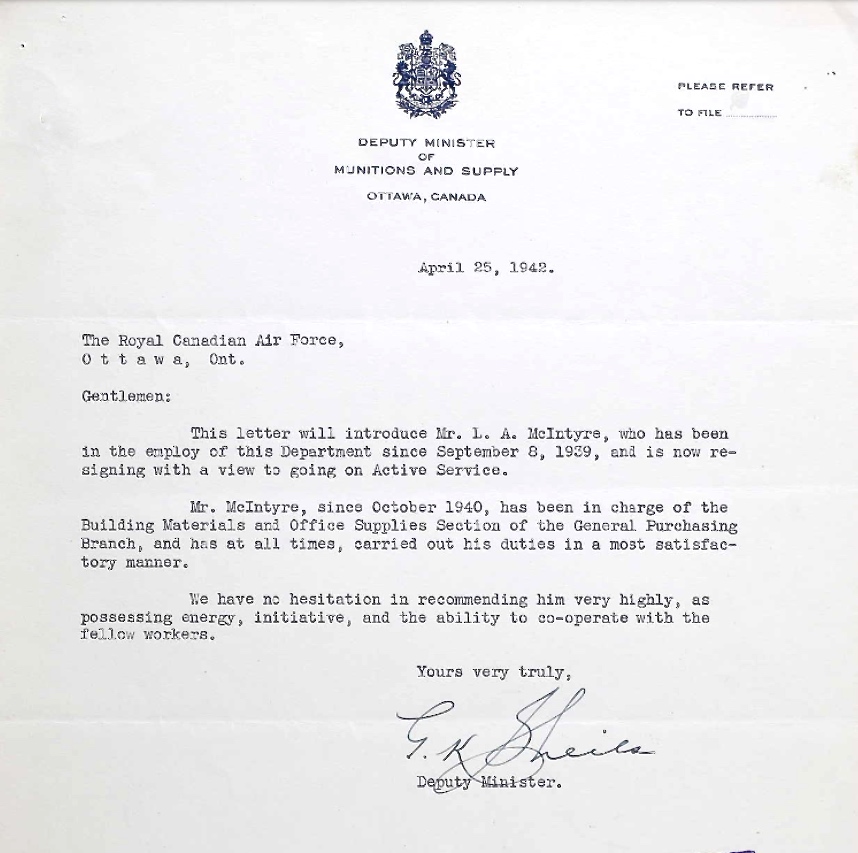 PLEASE REFER
TO FILE
DEPUTY MINISTER
OF
MUNITIONS AND SUPPLY
OTTAWA, CANADA
April 25, 1942.
The Royal Canadian Air Force,
O t t a w a, Ont.
Gentlemen:
This letter will introduce Mr. L. A. McIntyre, who has been
in the employ of this Department since September 8, 1939, and is now re-
signing with a view to going on Active Service.
Mr. McIntyre, since October 1940, has been in charge of the
Building Materials and Office Supplies Section of the General Purchasing
Branch, and has at all times, carried out his duties in a most satisfac-
tory manner.
We have no hesitation in recommending him very highly, as
possessing energy, initiative, and the ability to co-operate with the
fellow workers.
Yours very truly,
G. K Sheils
Deputy Minister.